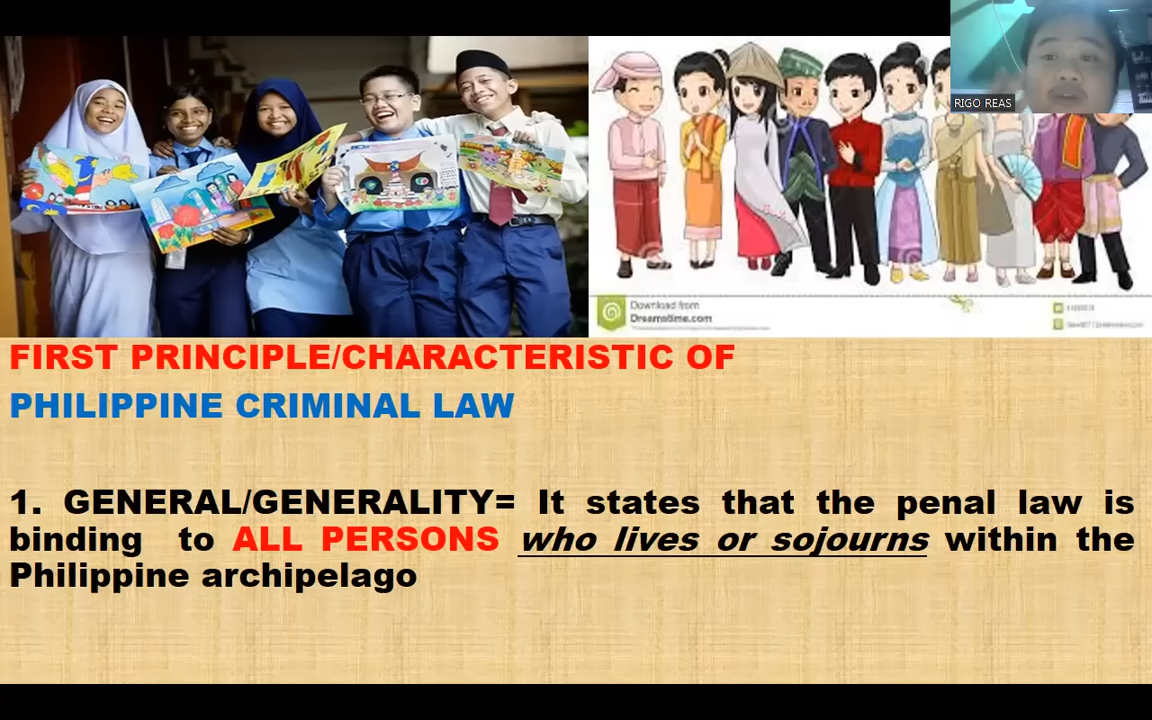 RIGO REAS
Download from
Dreamstime.com
FIRST PRINCIPLE/CHARACTERISTIC OF
PHILIPPINE CRIMINAL LAW
1. GENERAL/GENERALITY= It states that the penal law is
binding to ALL PERSONS who lives or sojourns within the
Philippine archipelago